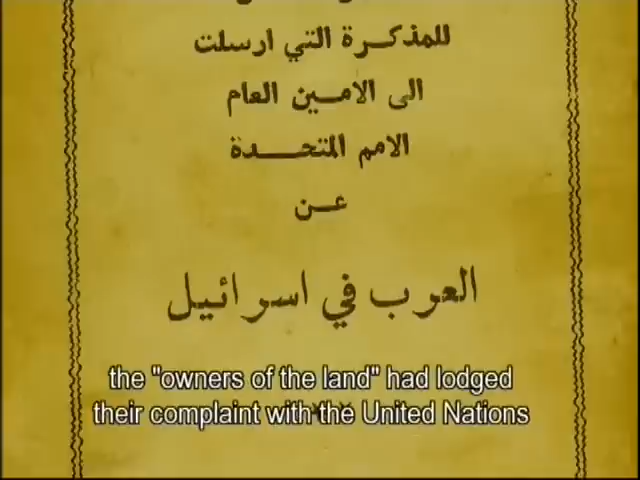 للمذكرة التي ارسلت
الى الامين العام
الامم المتحدة
عن
العرب في اسرائيل
the "owners of the land" had lodged
their complaint with the United Nations